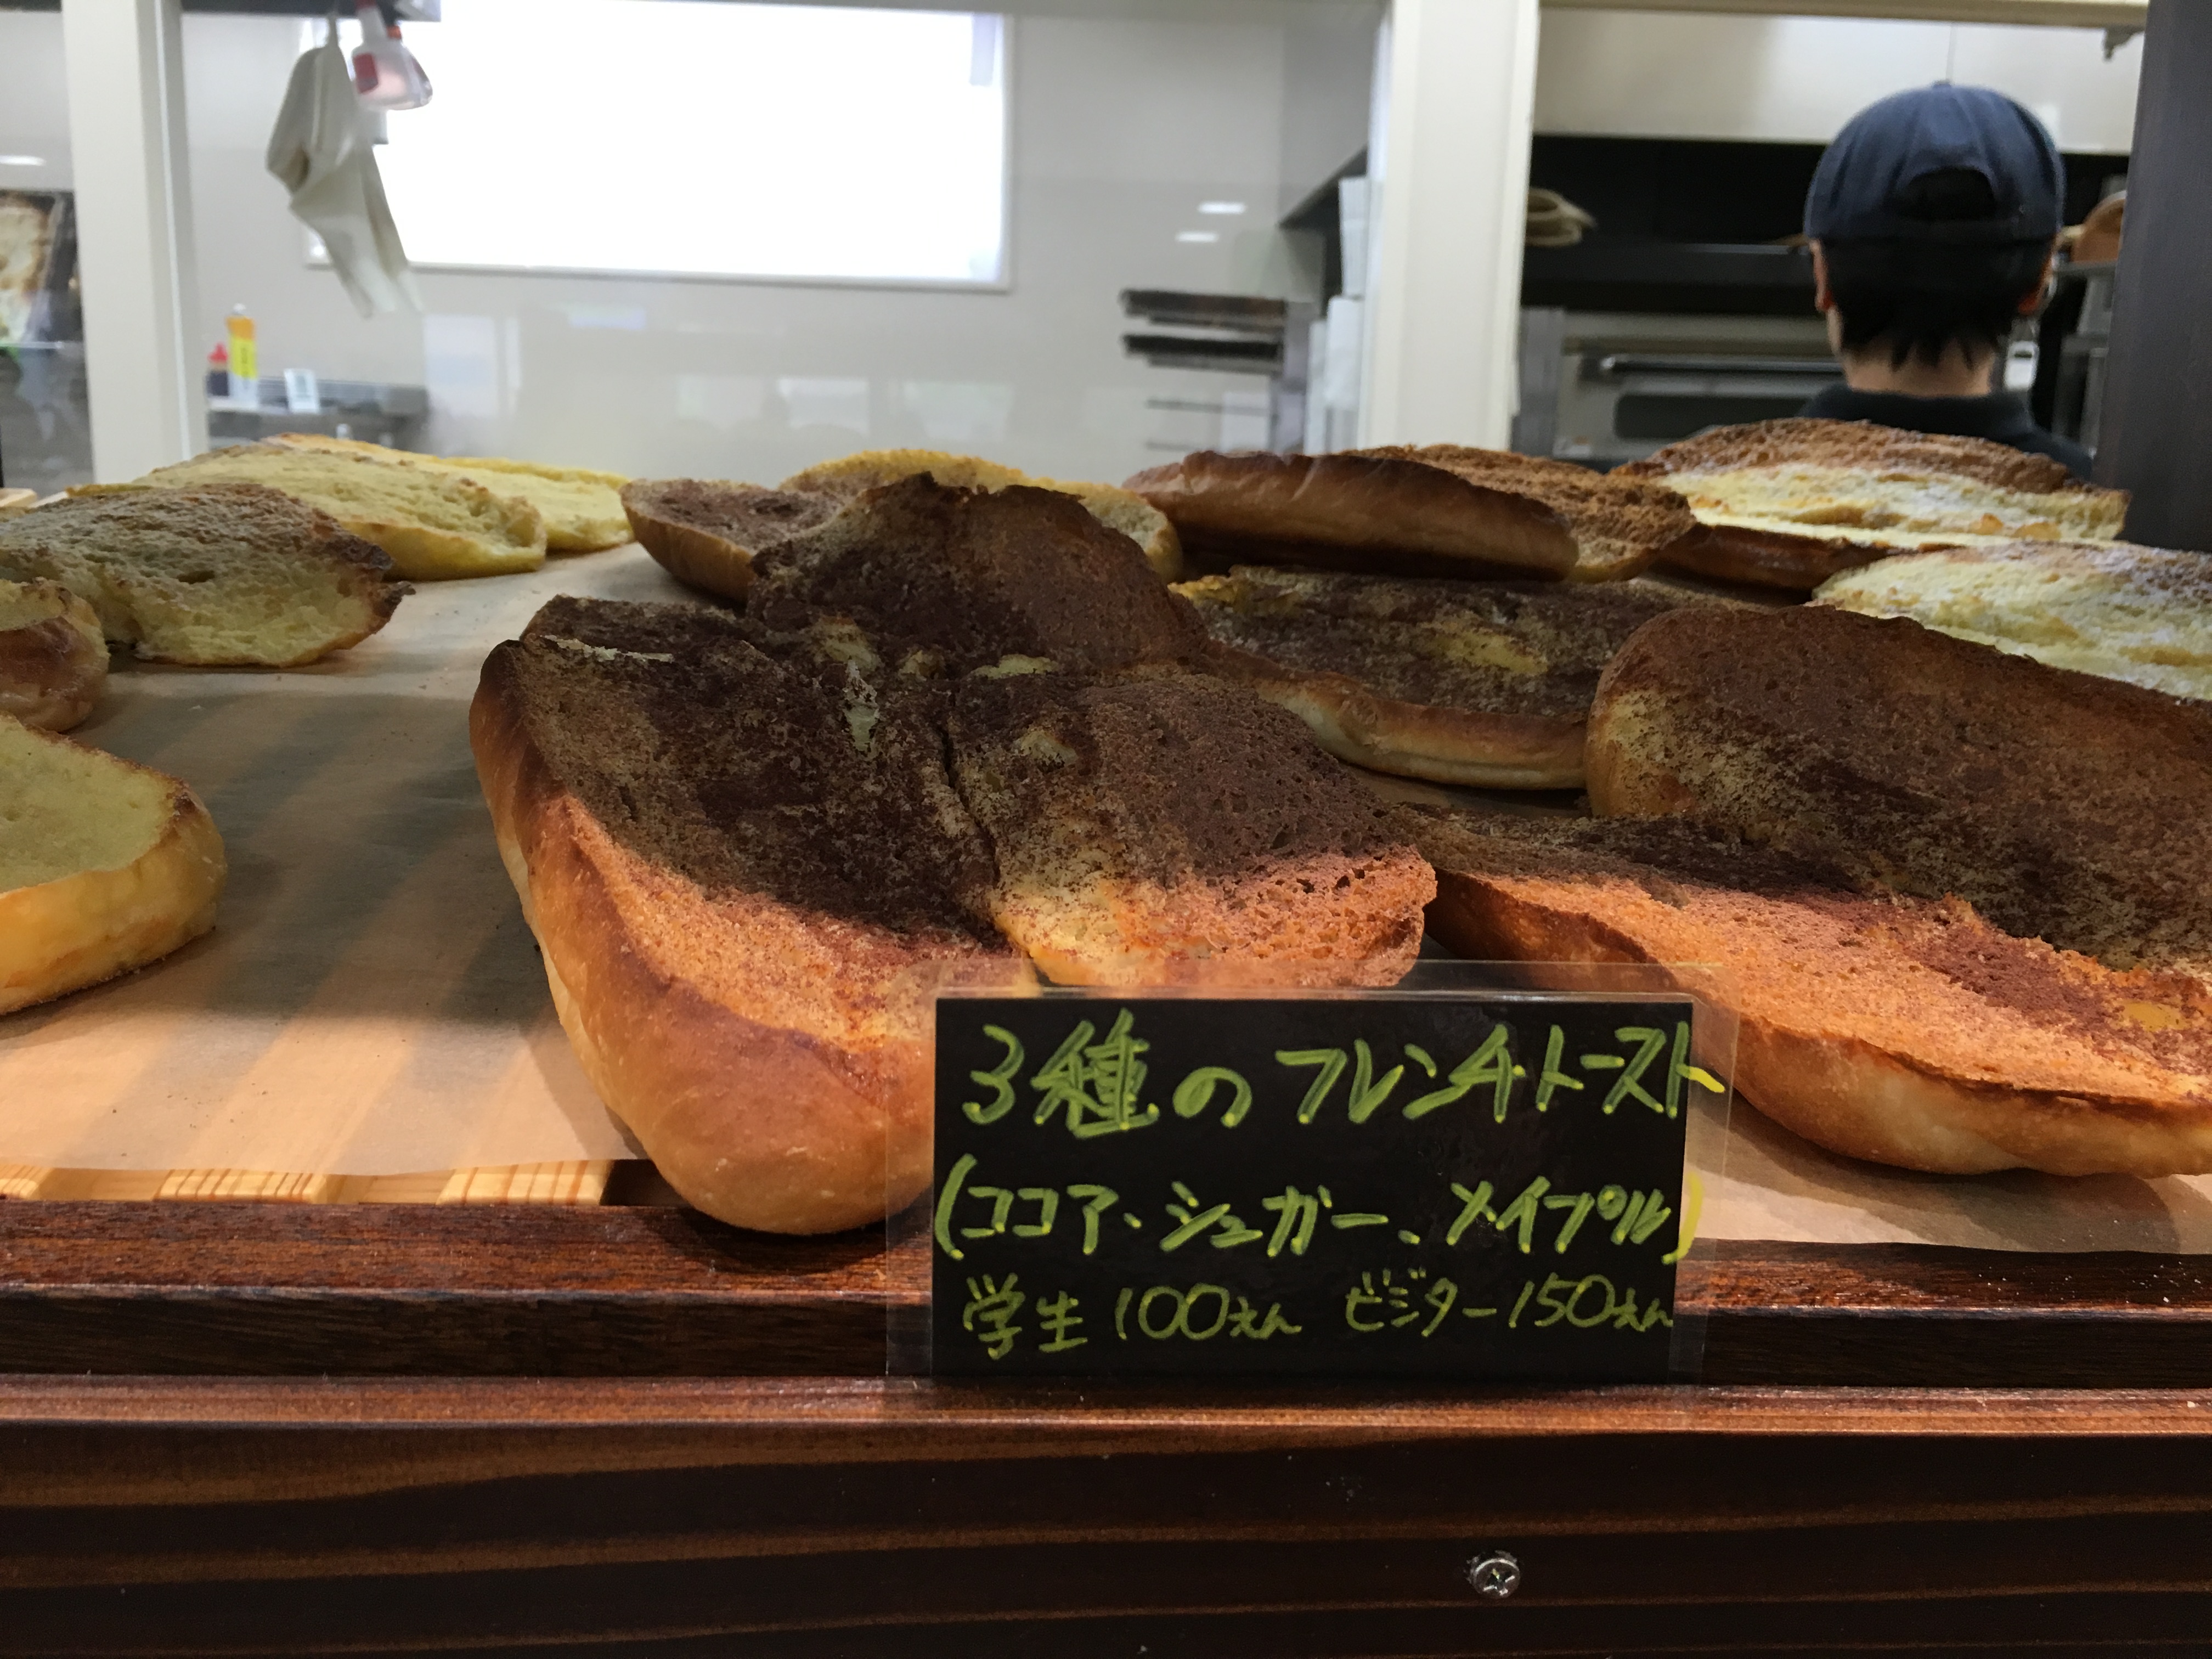 3種のフレンチトースト
(ココア、シュガー、メイプル)
学生 100えん ビジター 150えん